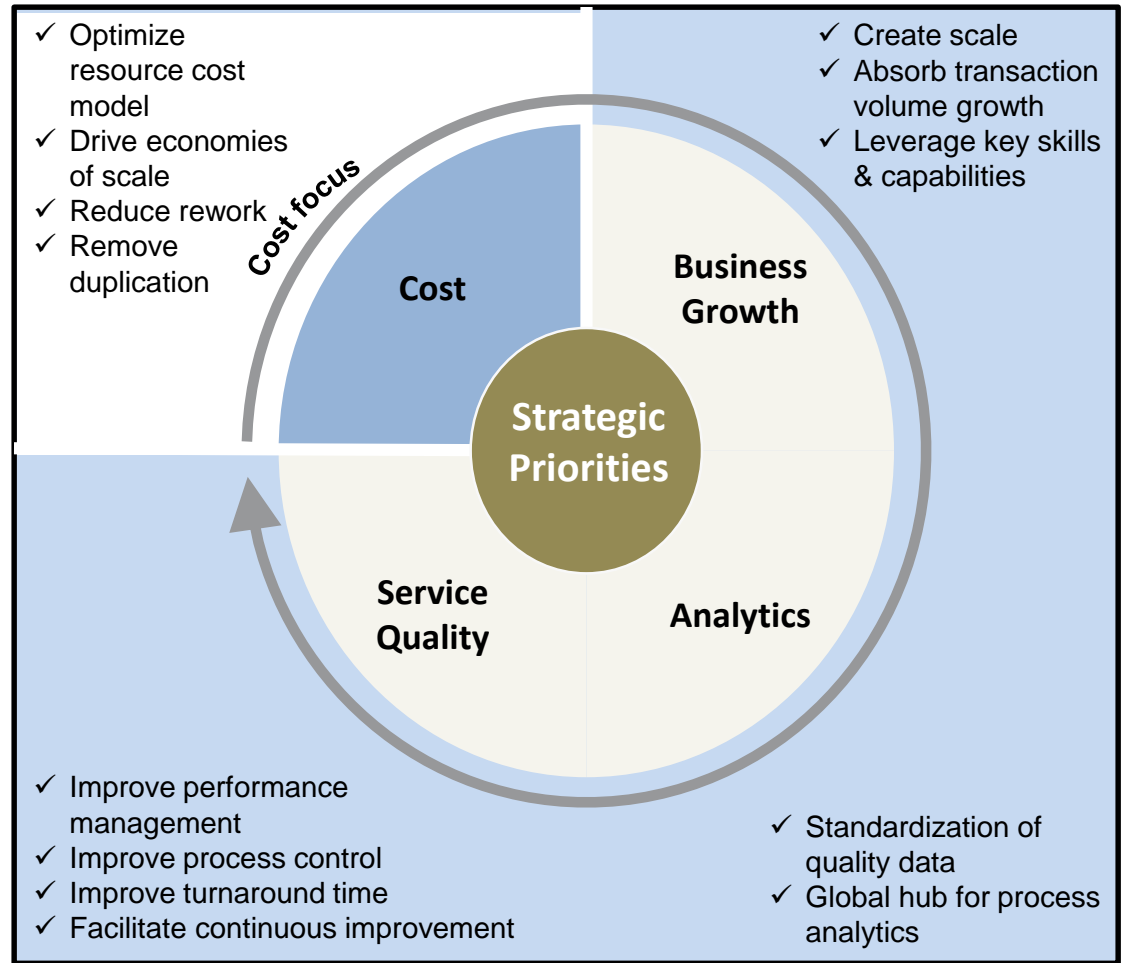 ✓ Optimize
resource cost
model
✓ Drive economies
of scale
✓ Reduce rework
✓ Remove
duplication
Cost focus
Cost
✓ Create scale
✓ Absorb transaction
volume growth
✓ Leverage key skills
& capabilities
Business
Growth
Strategic
Priorities
Service
Quality
Analytics
✓ Improve performance
management
✓ Improve process control
✓ Improve turnaround time
✓ Facilitate continuous improvement
✓ Standardization of
quality data
✓ Global hub for process
analytics